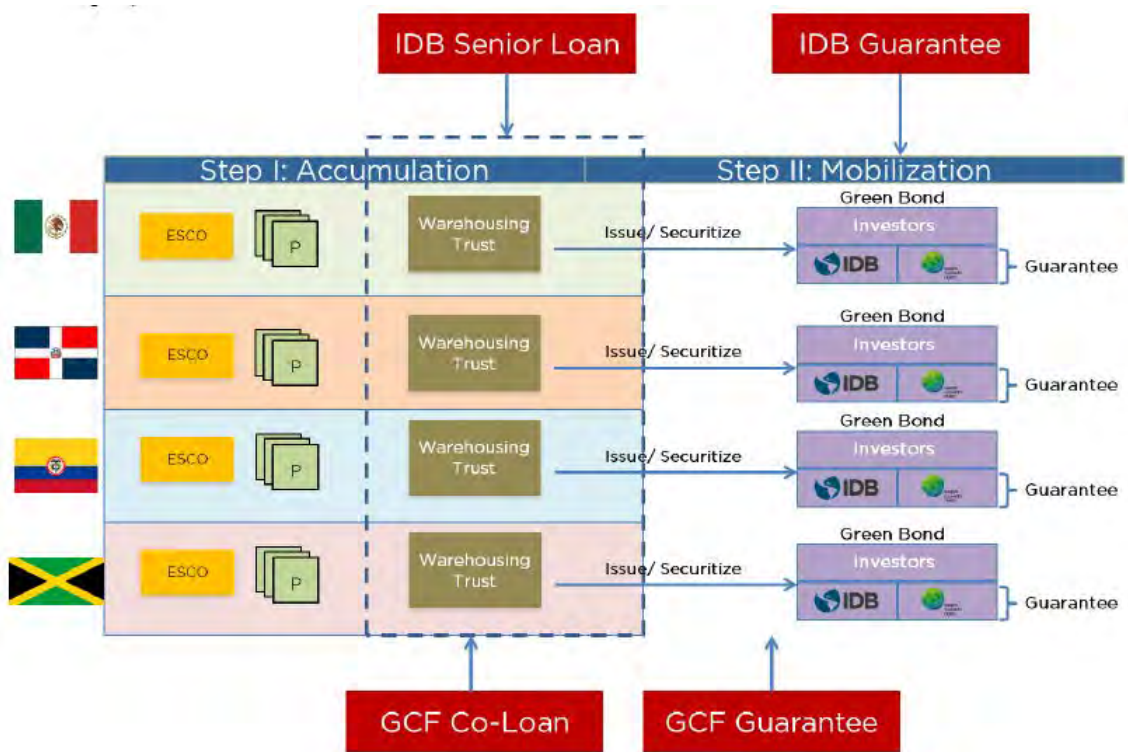 IDB Senior Loan
IDB Guarantee
Step I: Accumulation
Step II: Mobilization
ESCO
P
Warehousing
Trust
Issue/ Securitize
Green Bond
Investors
IDB
Guarantee
ESCO
P
Warehousing
Trust
Issue/ Securitize
Green Bond
Investors
IDB
Guarantee
ESCO
P
Warehousing
Trust
Issue/ Securitize
Green Bond
Investors
IDB
Guarantee
ESCO
P
Warehousing
Trust
Issue/ Securitize
Green Bond
Investors
IDB
Guarantee
GCF Co-Loan
GCF Guarantee